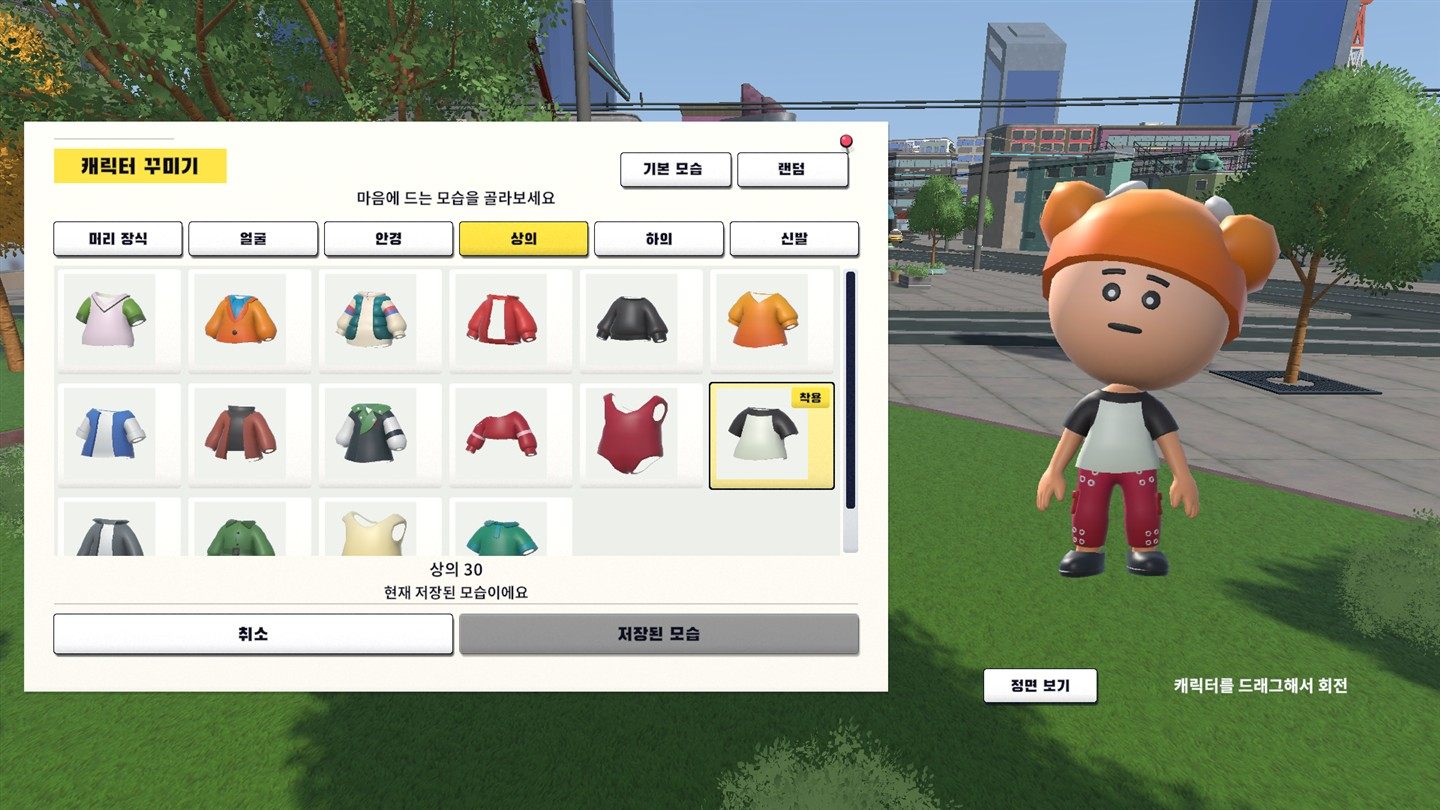 캐릭터 꾸미기
기본 모습
랜덤
마음에 드는 모습을 골라보세요
머리 장식
얼굴
안경
상의
하의
신발
착용
상의 30
현재 저장된 모습이에요
취소
저장된 모습
정면 보기
캐릭터를 드래그해서 회전